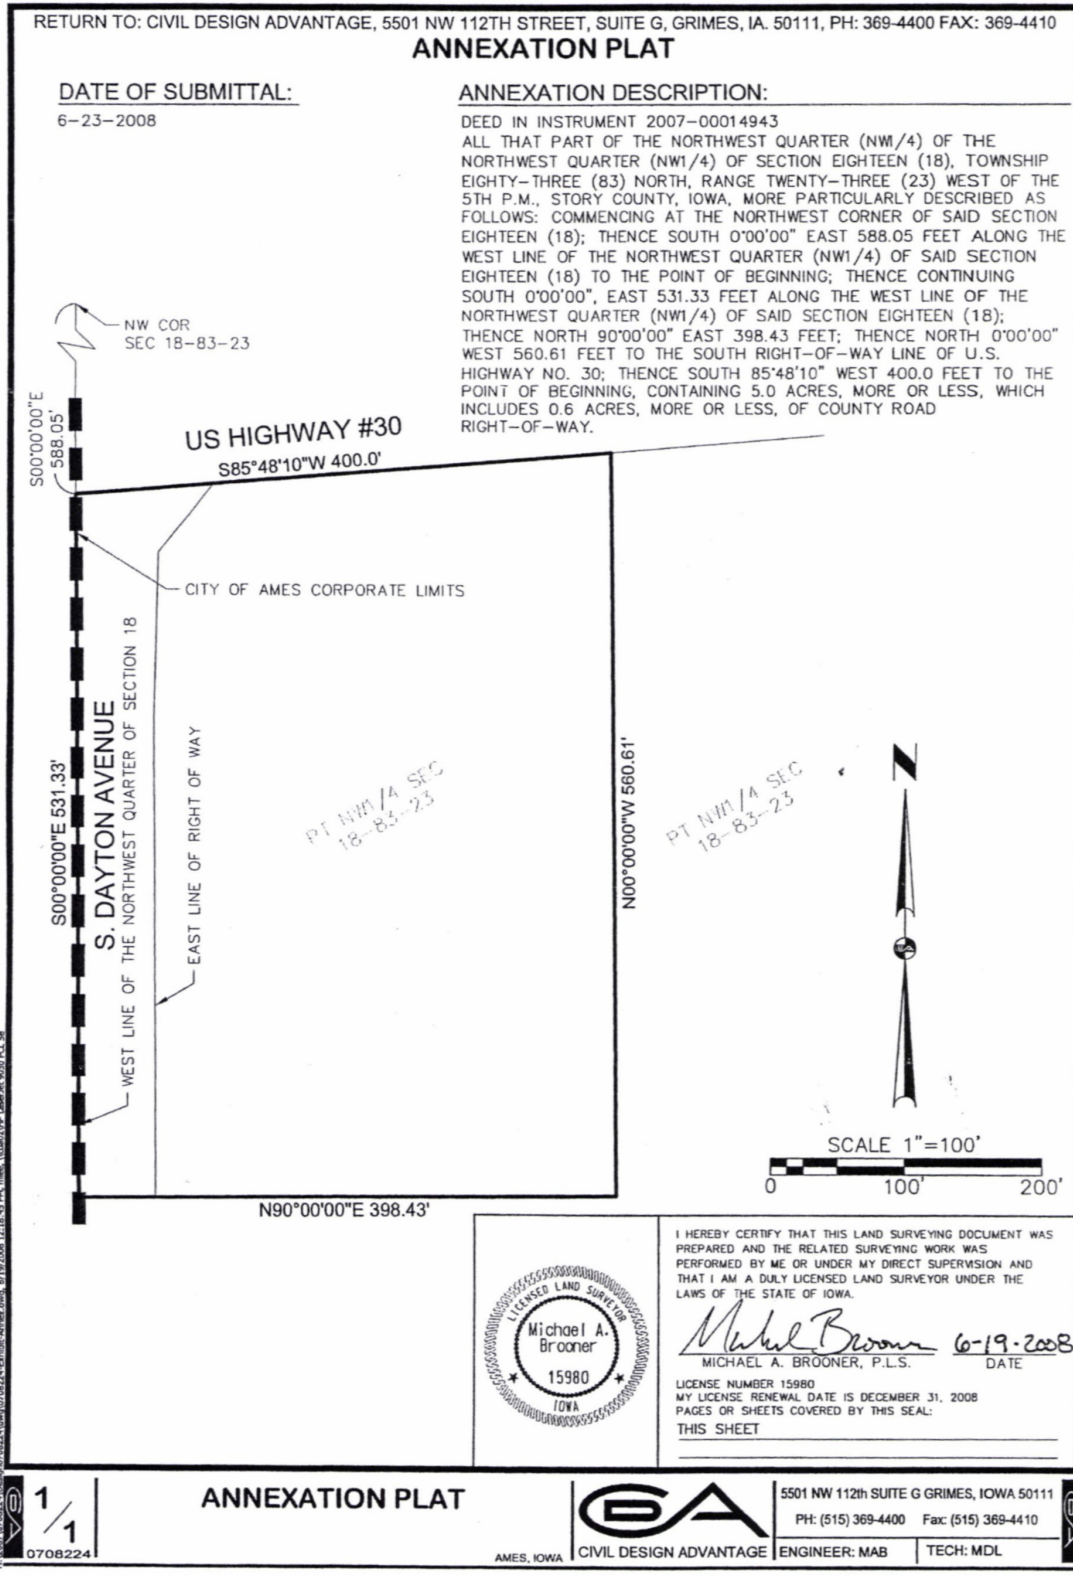 RETURN TO: CIVIL DESIGN ADVANTAGE, 5501 NW 112TH STREET, SUITE G, GRIMES, IA. 50111, PH: 369-4400 FAX: 369-4410
ANNEXATION PLAT
DATE OF SUBMITTAL:
6-23-2008
ANNEXATION DESCRIPTION:
DEED IN INSTRUMENT 2007-00014943
ALL THAT PART OF THE NORTHWEST QUARTER (NW1/4) OF THE
NORTHWEST QUARTER (NW1/4) OF SECTION EIGHTEEN (18), TOWNSHIP
EIGHTY-THREE (83) NORTH, RANGE TWENTY-THREE (23) WEST OF THE
5TH P.M., STORY COUNTY, IOWA, MORE PARTICULARLY DESCRIBED AS
FOLLOWS: COMMENCING AT THE NORTHWEST CORNER OF SAID SECTION
EIGHTEEN (18); THENCE SOUTH 0°00'00" EAST 588.05 FEET ALONG THE
WEST LINE OF THE NORTHWEST QUARTER (NW1/4) OF SAID SECTION
EIGHTEEN (18) TO THE POINT OF BEGINNING; THENCE CONTINUING
SOUTH 0°00'00", EAST 531.33 FEET ALONG THE WEST LINE OF THE
NORTHWEST QUARTER (NW1/4) OF SAID SECTION EIGHTEEN (18);
THENCE NORTH 90°00'00" EAST 398.43 FEET; THENCE NORTH 0°00'00"
WEST 560.61 FEET TO THE SOUTH RIGHT-OF-WAY LINE OF U.S.
HIGHWAY NO. 30; THENCE SOUTH 85°48'10" WEST 400.0 FEET TO THE
POINT OF BEGINNING, CONTAINING 5.0 ACRES, MORE OR LESS, WHICH
INCLUDES 0.6 ACRES, MORE OR LESS, OF COUNTY ROAD
RIGHT-OF-WAY.
NW COR
SEC 18-83-23
S00°00'00"E
588.05'
US HIGHWAY #30
S85°48'10"W 400.0'
CITY OF AMES CORPORATE LIMITS
S00°00'00"E 531.33'
S. DAYTON AVENUE
WEST LINE OF THE NORTHWEST QUARTER OF SECTION 18
EAST LINE OF RIGHT OF WAY
PT NW1/4 SEC
18-83-23
N00°00'00"W 560.61'
PT NW1/4 SEC
18-83-23
N
SCALE 1"=100'
0 100' 200'
N90°00'00"E 398.43'
LICENSED LAND SURVEYOR
Michael A.
Brooner
15980
IOWA
I HEREBY CERTIFY THAT THIS LAND SURVEYING DOCUMENT WAS
PREPARED AND THE RELATED SURVEYING WORK WAS
PERFORMED BY ME OR UNDER MY DIRECT SUPERVISION AND
THAT I AM A DULY LICENSED LAND SURVEYOR UNDER THE
LAWS OF THE STATE OF IOWA.
Michael Brooner 6-19-2008
MICHAEL A. BROONER, P.L.S. DATE
LICENSE NUMBER 15980
MY LICENSE RENEWAL DATE IS DECEMBER 31, 2008
PAGES OR SHEETS COVERED BY THIS SEAL:
THIS SHEET
1/1
0708224
ANNEXATION PLAT
AMES, IOWA
CDA
CIVIL DESIGN ADVANTAGE
5501 NW 112th SUITE G GRIMES, IOWA 50111
PH: (515) 369-4400 Fax: (515) 369-4410
ENGINEER: MAB
TECH: MDL